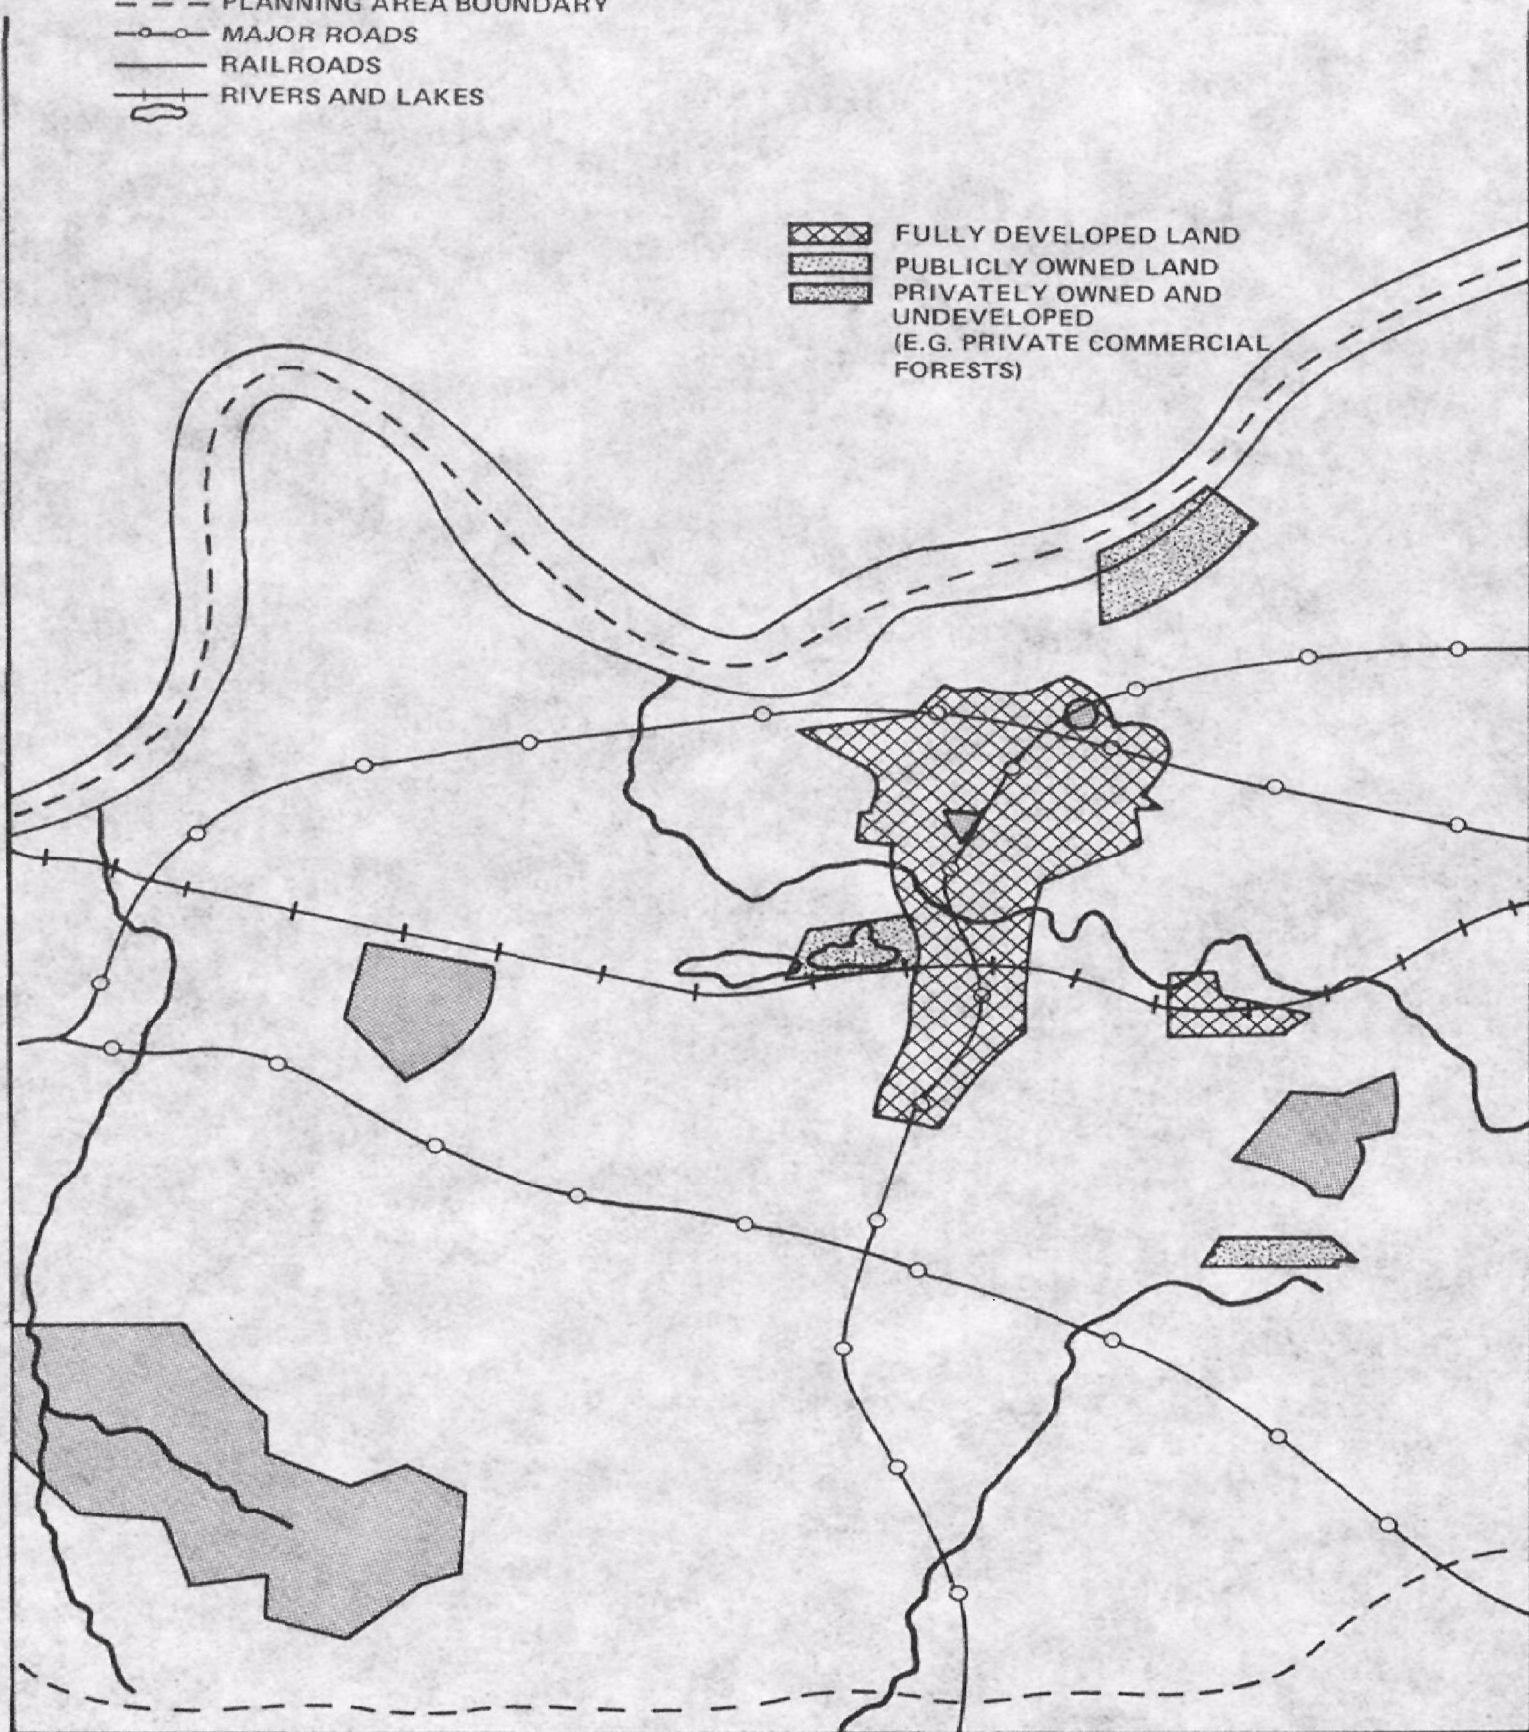 PLANNING AREA BOUNDARY
MAJOR ROADS
RAILROADS
RIVERS AND LAKES
FULLY DEVELOPED LAND
PUBLICLY OWNED LAND
PRIVATELY OWNED AND
UNDEVELOPED
(E.G. PRIVATE COMMERCIAL
FORESTS)